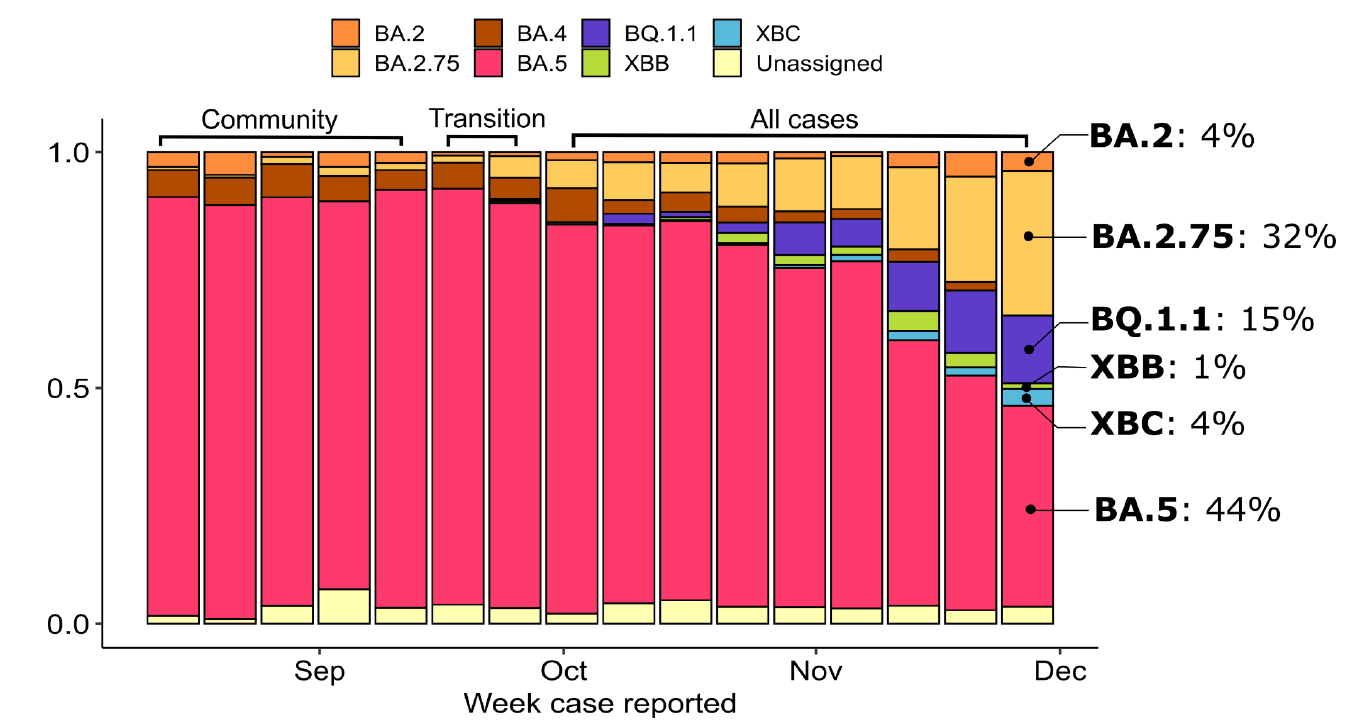 BA.2 BA.4 BQ.1.1 XBC
BA.2.75 BA.5 XBB Unassigned
Community Transition All cases
1.0
0.5
0.0
BA.2: 4%
BA.2.75: 32%
BQ.1.1: 15%
XBB: 1%
XBC: 4%
BA.5: 44%
Sep Oct Nov Dec
Week case reported